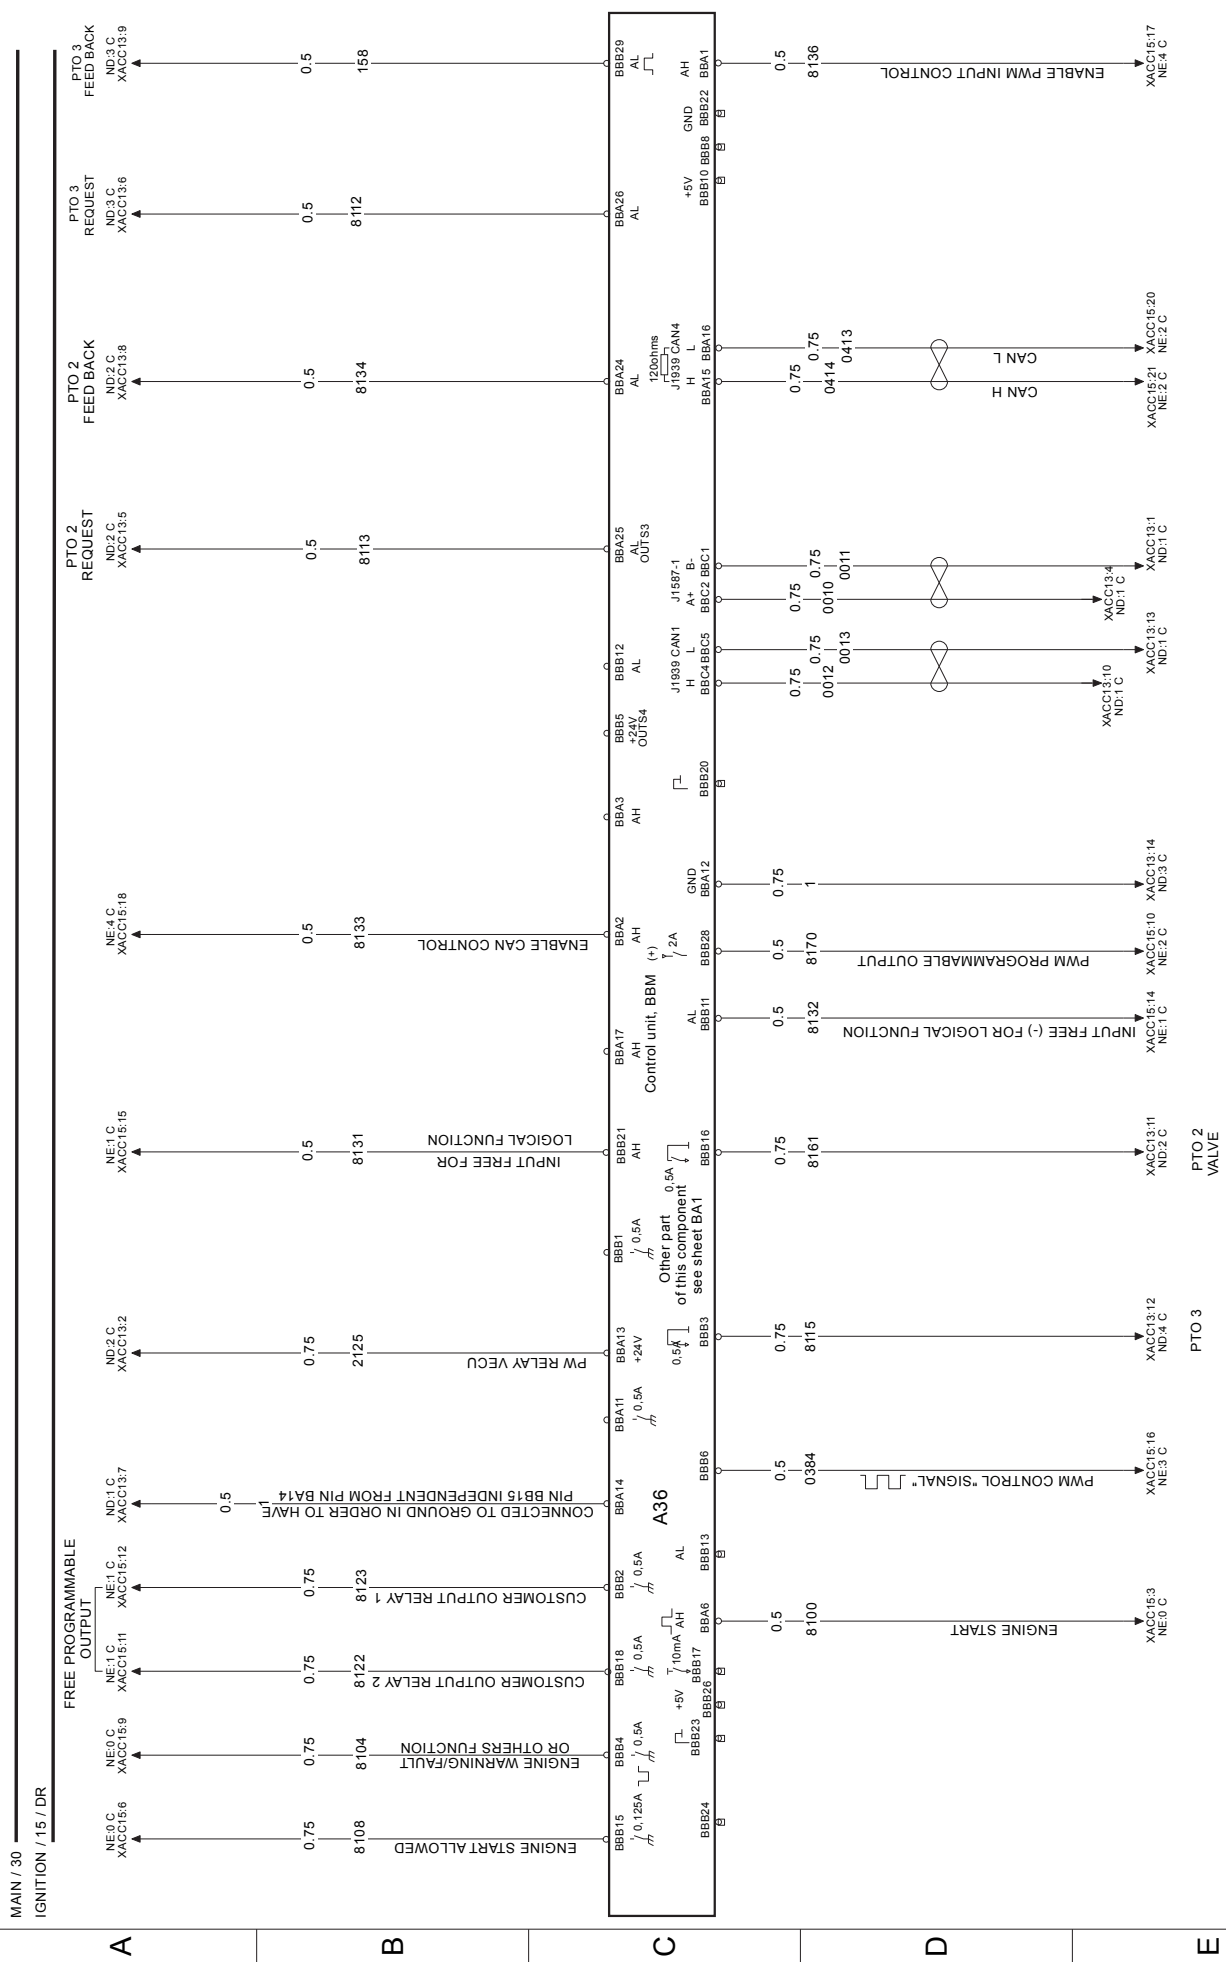 MAIN / 30
IGNITION / 15 / DR
NE:0 C
XACC15:6
0.75
8108
ENGINE START ALLOWED
BBB15
0,125A
NE:0 C
XACC15:9
0.75
8104
ENGINE WARNING/FAULT
OR OTHERS FUNCTION
BBB4
0,5A
FREE PROGRAMMABLE
OUTPUT
NE:1 C
XACC15:11
0.75
8122
CUSTOMER OUTPUT RELAY 2
BBB18
0,5A
NE:1 C
XACC15:12
0.75
8123
CUSTOMER OUTPUT RELAY 1
BBB2
0,5A
ND:1 C
XACC13:7
0.5
1
CONNECTED TO GROUND IN ORDER TO HAVE
PIN BB15 INDEPENDENT FROM PIN BA14
BBA14
BBA11
0,5A
ND:2 C
XACC13:2
0.75
2125
PW RELAY VECU
BBA13
+24V
BBB1
0,5A
NE:1 C
XACC15:15
0.5
8131
INPUT FREE FOR
LOGICAL FUNCTION
BBB21
AH
BBA17
AH
NE:4 C
XACC15:18
0.5
8133
ENABLE CAN CONTROL
BBA2
AH
BBA3
AH
BBB5
+24V
OUTS4
BBB12
AL
PTO 2
REQUEST
ND:2 C
XACC13:5
0.5
8113
BBA25
AL
OUTS3
PTO 2
FEED BACK
ND:2 C
XACC13:8
0.5
8134
BBA24
AL
PTO 3
REQUEST
ND:3 C
XACC13:6
0.5
8112
BBA26
AL
PTO 3
FEED BACK
ND:3 C
XACC13:9
0.5
158
BBB29
AL
A36
Other part
of this component
see sheet BA1
Control unit, BBM
BBB24
BBB23
+5V
BBB26
10mA
BBB17
AH
BBA6
0.5
8100
ENGINE START
XACC15:3
NE:0 C
AL
BBB13
BBB6
0.5
0384
PWM CONTROL "SIGNAL"
XACC15:16
NE:3 C
0,5A
BBB3
0.75
8115
XACC13:12
ND:4 C
PTO 3
0,5A
BBB16
0.75
8161
XACC13:11
ND:2 C
PTO 2
VALVE
AL
BBB11
0.5
8132
INPUT FREE (-) FOR LOGICAL FUNCTION
XACC15:14
NE:1 C
(+)
2A
BBB28
0.5
8170
PWM PROGRAMMABLE OUTPUT
XACC15:10
NE:2 C
GND
BBA12
0.75
1
XACC13:14
ND:3 C
BBB20
J1939 CAN1
H
L
BBC4
BBC5
0.75
0012
0.75
0013
XACC13:10
ND:1 C
XACC13:13
ND:1 C
J1587-1
A+
B-
BBC2
BBC1
0.75
0010
0.75
0011
XACC13:4
ND:1 C
XACC13:1
ND:1 C
120ohms
J1939 CAN4
H
L
BBA15
BBA16
0.75
0414
0.75
0413
CAN H
CAN L
XACC15:21
NE:2 C
XACC15:20
NE:2 C
+5V
BBB10
BBB8
GND
BBB22
AH
BBA1
0.5
8136
ENABLE PWM INPUT CONTROL
XACC15:17
NE:4 C
A
B
C
D
E